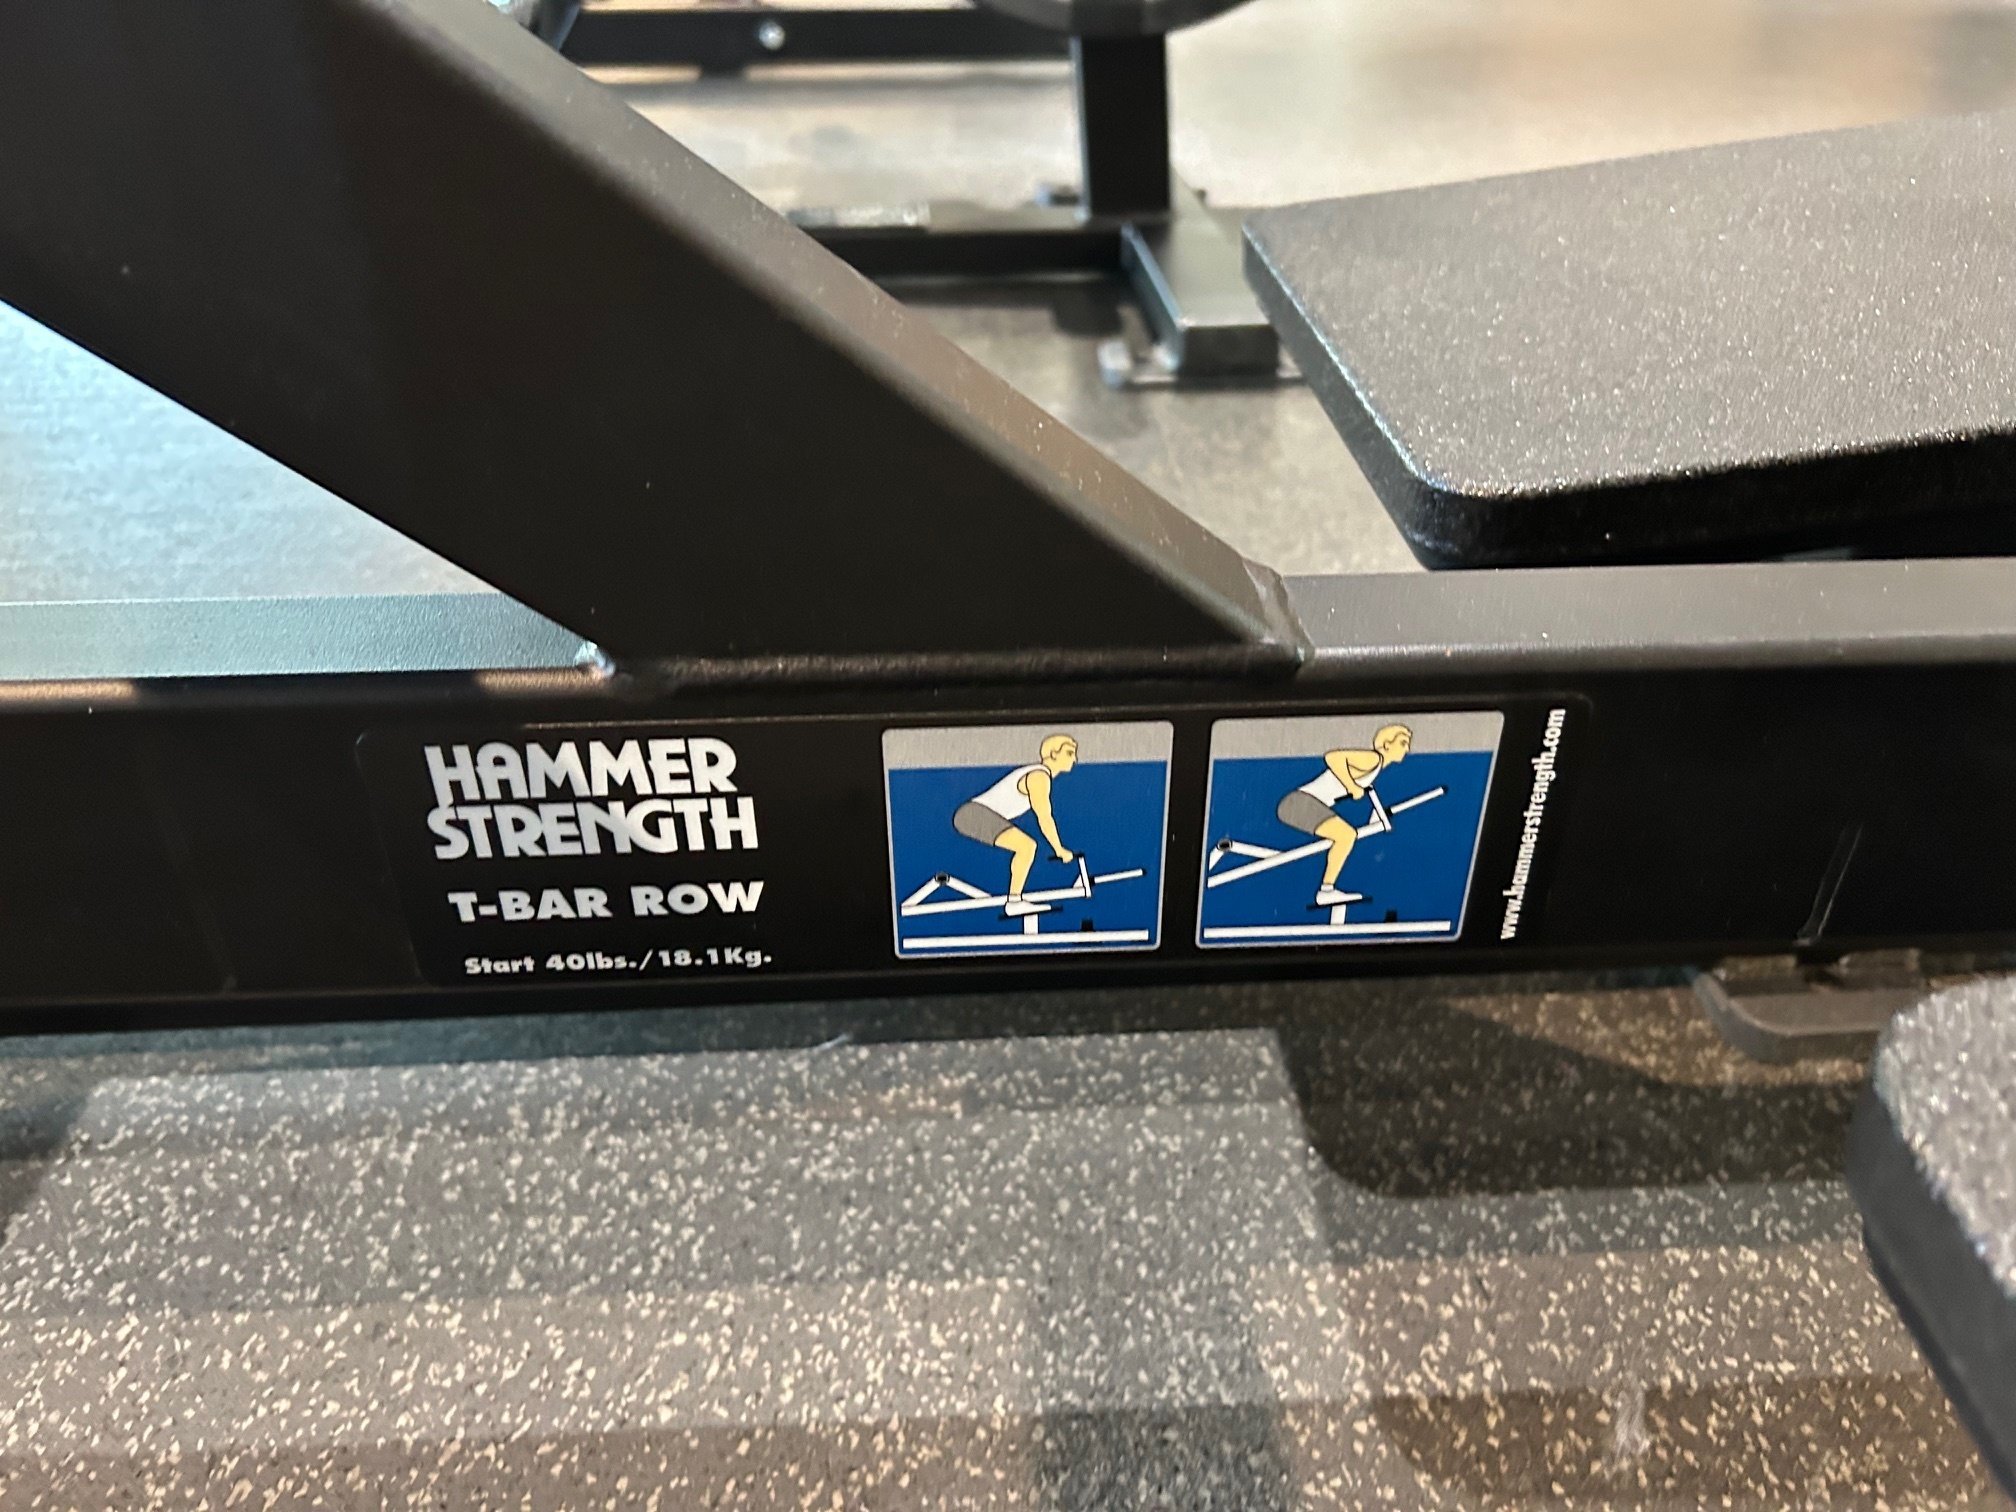 HAMMER
STRENGTH
T-BAR ROW
Start 40lbs./18.1Kg.
www.hammerstrength.com